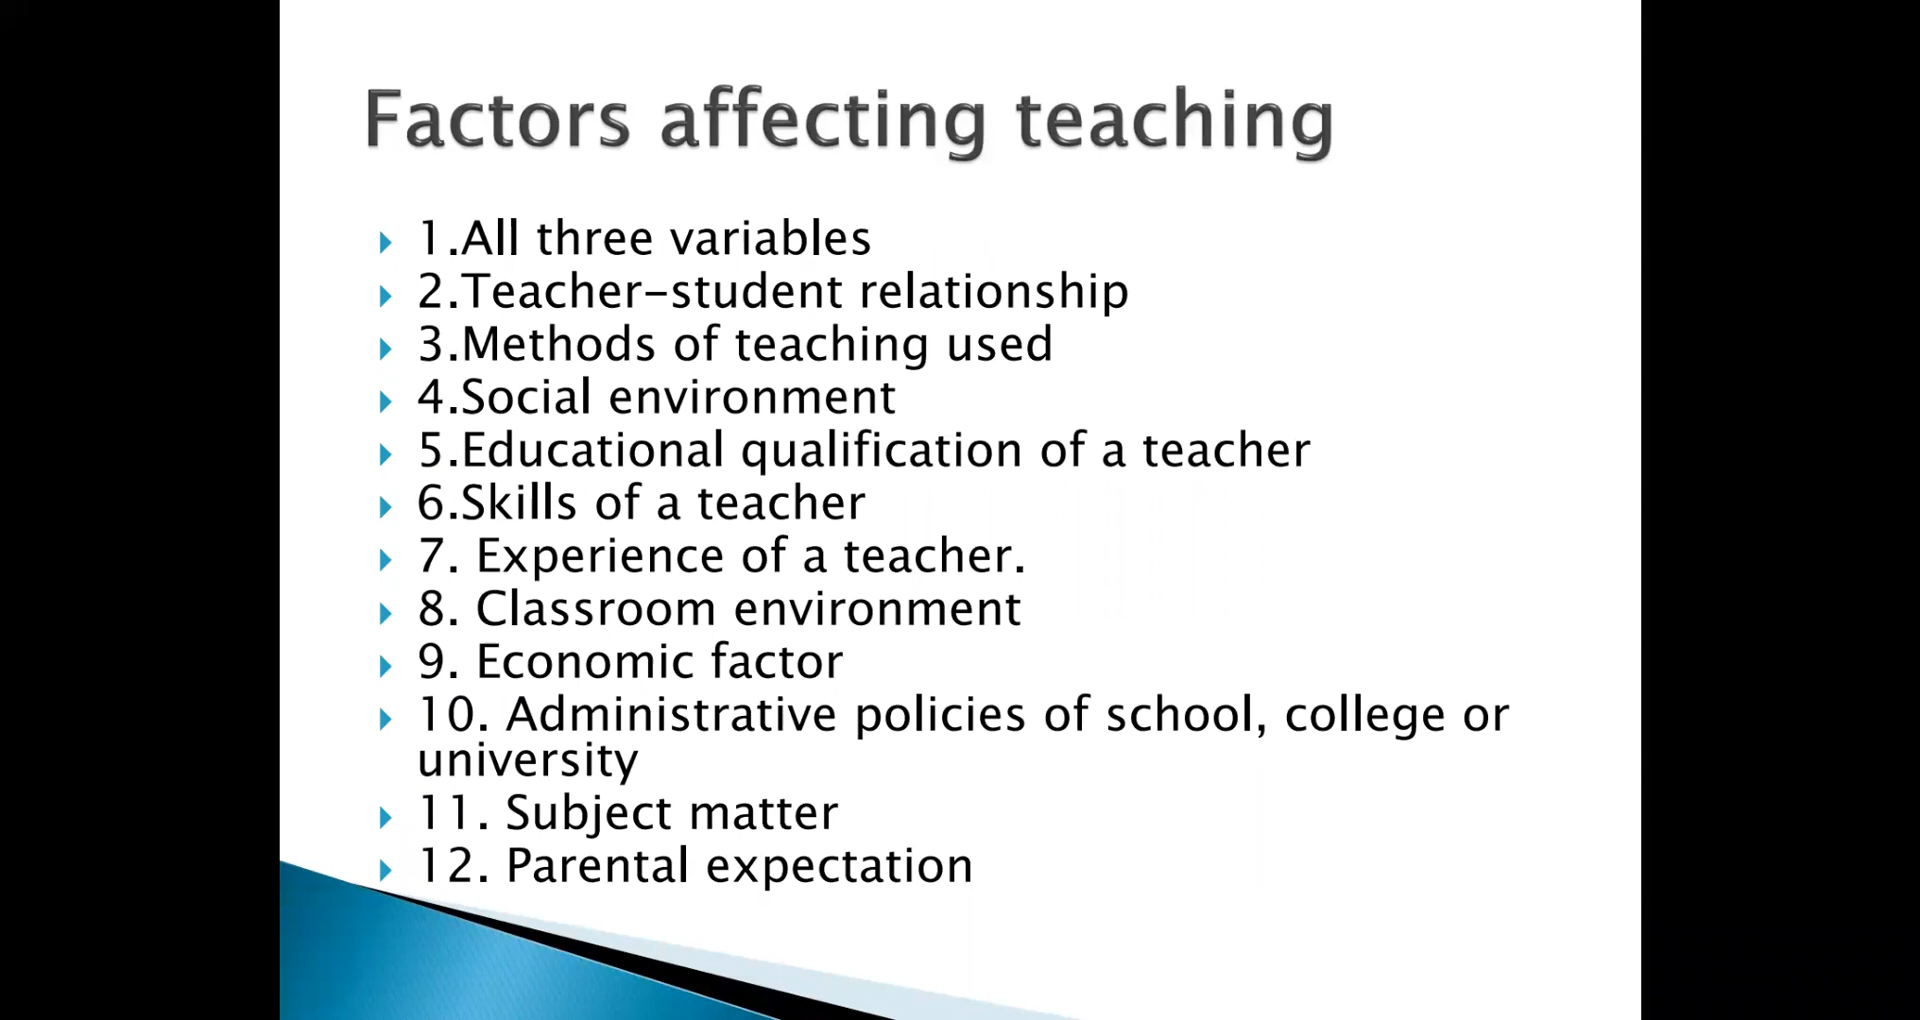 Factors affecting teaching
1.All three variables
2.Teacher-student relationship
3.Methods of teaching used
4.Social environment
5.Educational qualification of a teacher
6.Skills of a teacher
7. Experience of a teacher.
8. Classroom environment
9. Economic factor
10. Administrative policies of school, college or
university
11. Subject matter
12. Parental expectation